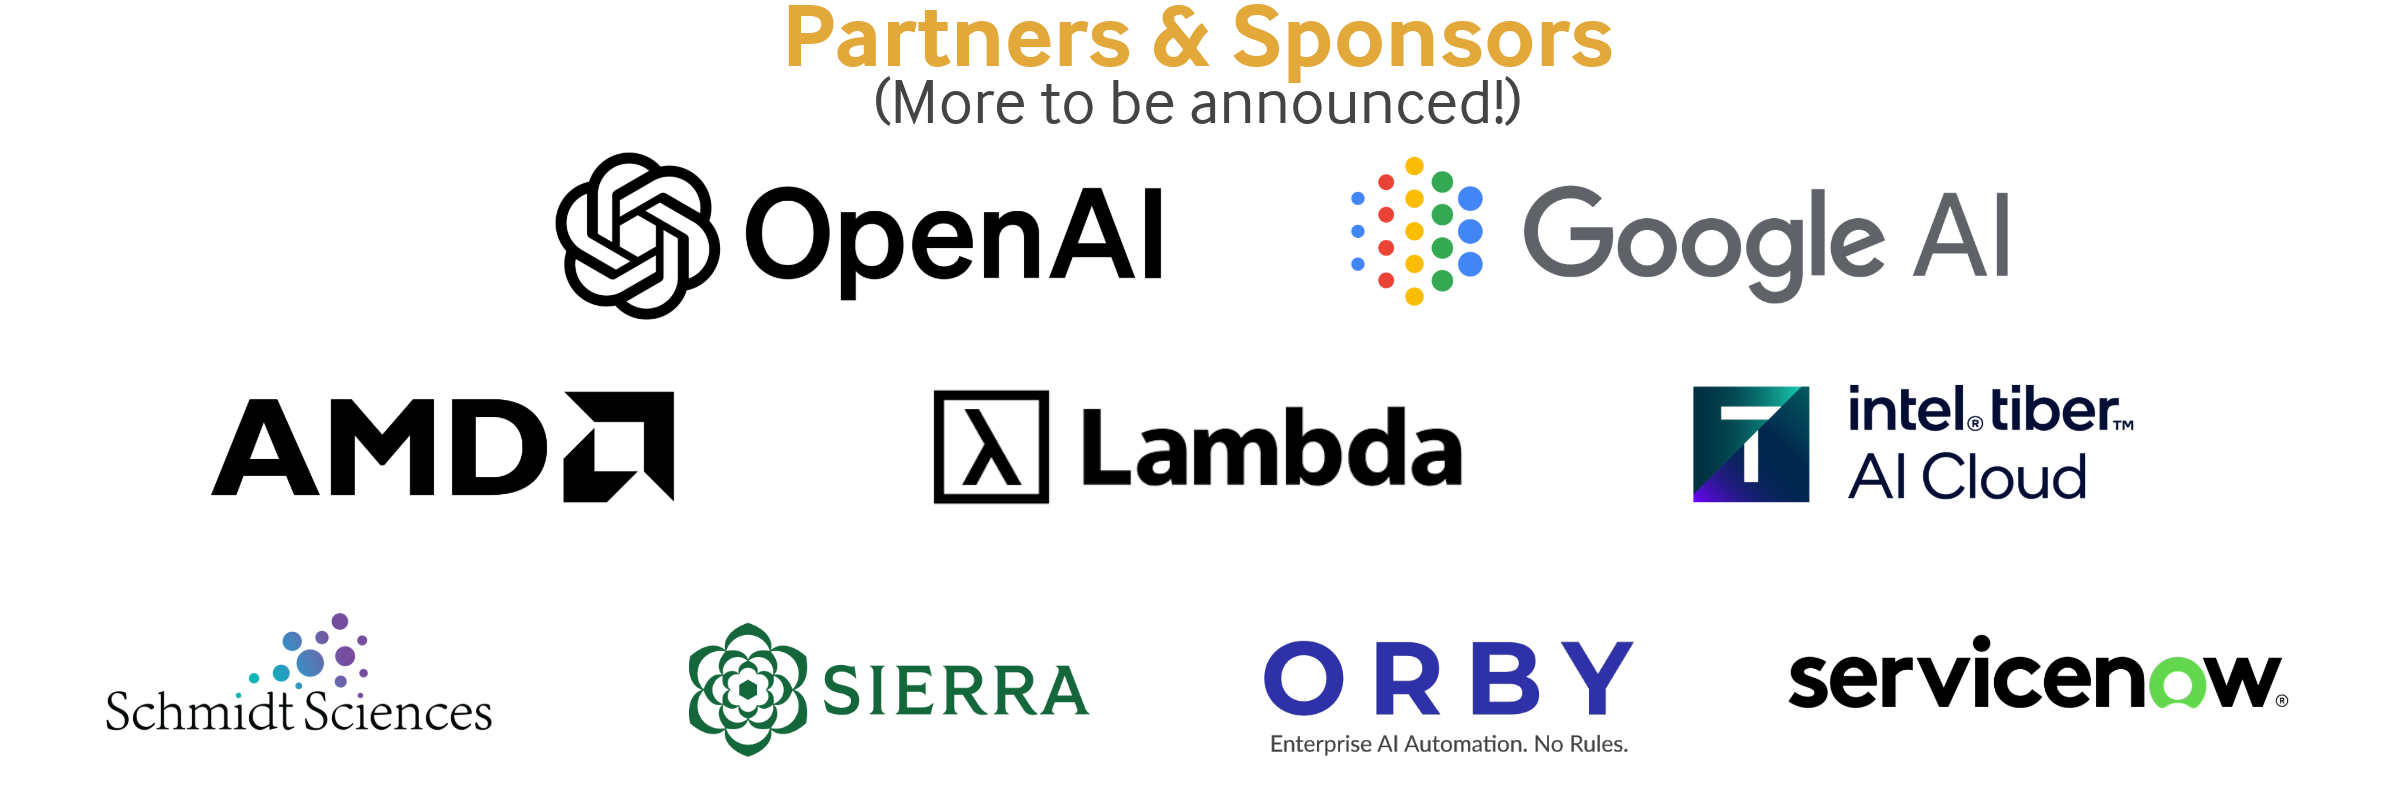 Partners & Sponsors
(More to be announced!)
OpenAI
Google AI
AMD
λ Lambda
T intel® tiber™
AI Cloud
Schmidt Sciences
SIERRA
ORBY
Enterprise AI Automation. No Rules.
servicenow®